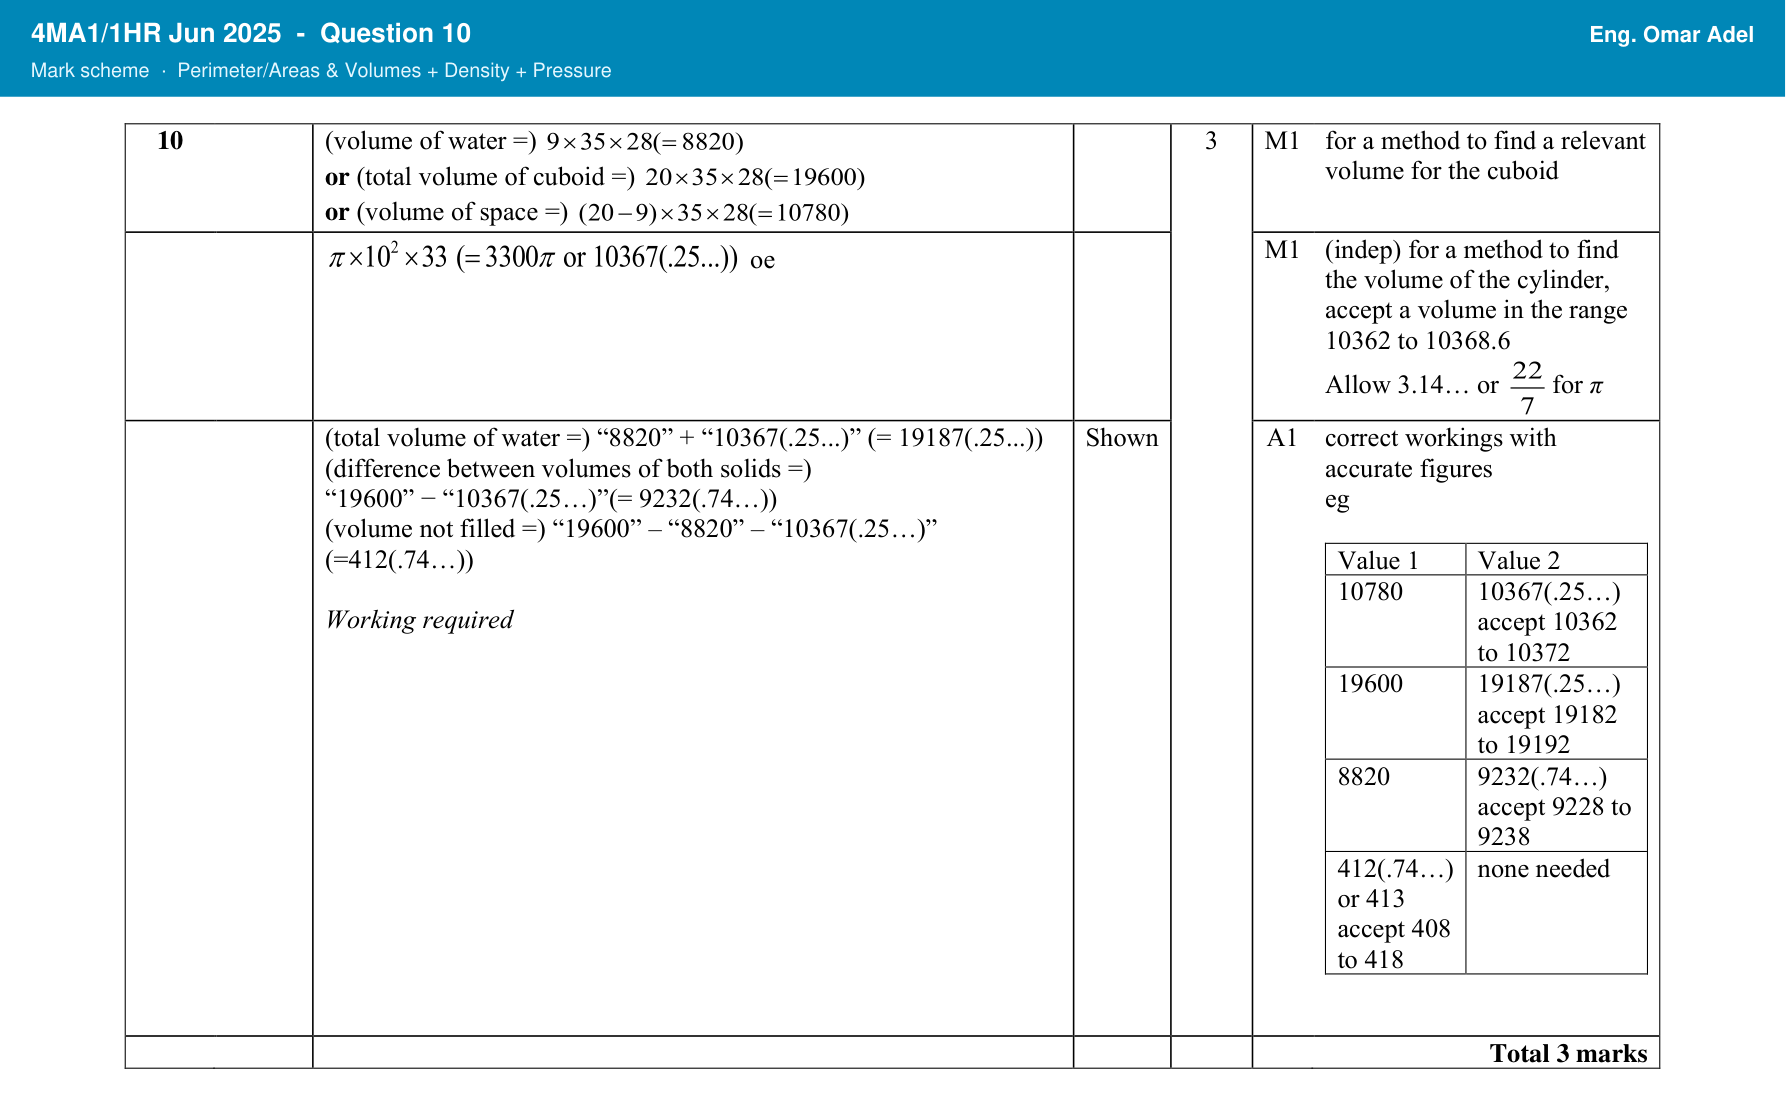 4MA1/1HR Jun 2025 - Question 10
Eng. Omar Adel
Mark scheme · Perimeter/Areas & Volumes + Density + Pressure
10
(volume of water =) 9×35×28(=8820)
or (total volume of cuboid =) 20×35×28(=19600)
or (volume of space =) (20−9)×35×28(=10780)
3
M1 for a method to find a relevant
volume for the cuboid
π×10²×33 (=3300π or 10367(.25...)) oe
M1 (indep) for a method to find
the volume of the cylinder,
accept a volume in the range
10362 to 10368.6
Allow 3.14… or 22/7 for π
(total volume of water =) “8820” + “10367(.25...)” (= 19187(.25...))
(difference between volumes of both solids =)
“19600” − “10367(.25…)”(= 9232(.74…))
(volume not filled =) “19600” – “8820” – “10367(.25…)”
(=412(.74…))
Working required
Shown
A1 correct workings with
accurate figures
eg
Value 1 Value 2
10780 10367(.25…)
accept 10362
to 10372
19600 19187(.25…)
accept 19182
to 19192
8820 9232(.74…)
accept 9228 to
9238
412(.74…) none needed
or 413
accept 408
to 418
Total 3 marks